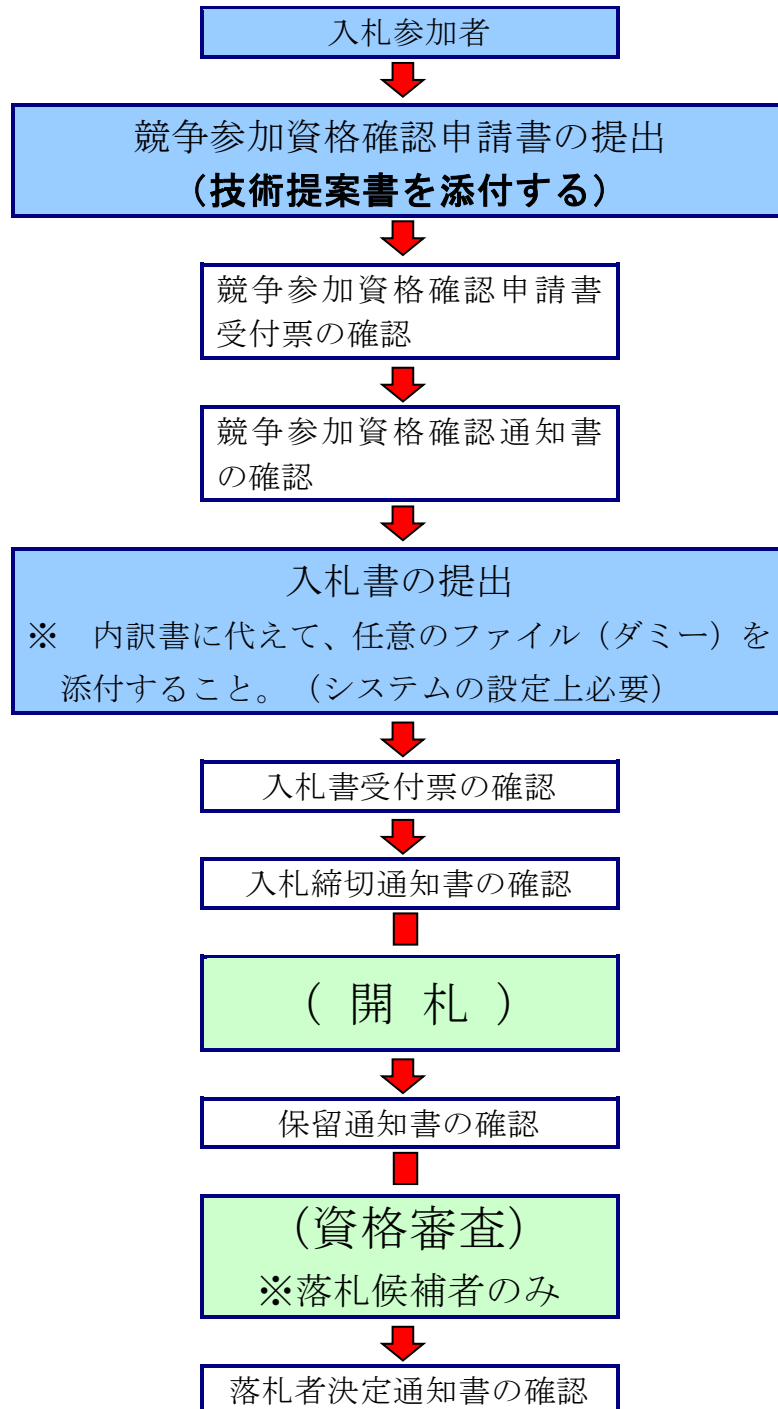 入札参加者
競争参加資格確認申請書の提出
（技術提案書を添付する）
競争参加資格確認申請書
受付票の確認
競争参加資格確認通知書
の確認
入札書の提出
※　内訳書に代えて、任意のファイル（ダミー）を
添付すること。（システムの設定上必要）
入札書受付票の確認
入札締切通知書の確認
（ 開 札 ）
保留通知書の確認
（資格審査）
※落札候補者のみ
落札者決定通知書の確認